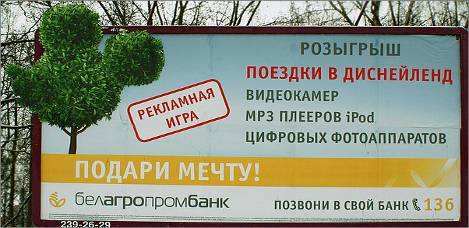 РОЗЫГРЫШ
ПОЕЗДКИ В ДИСНЕЙЛЕНД
ВИДЕОКАМЕР
MP3 ПЛЕЕРОВ iPod
ЦИФРОВЫХ ФОТОАППАРАТОВ
РЕКЛАМНАЯ
ИГРА
ПОДАРИ МЕЧТУ!
белагропромбанк
ПОЗВОНИ В СВОЙ БАНК 136
239-26-29